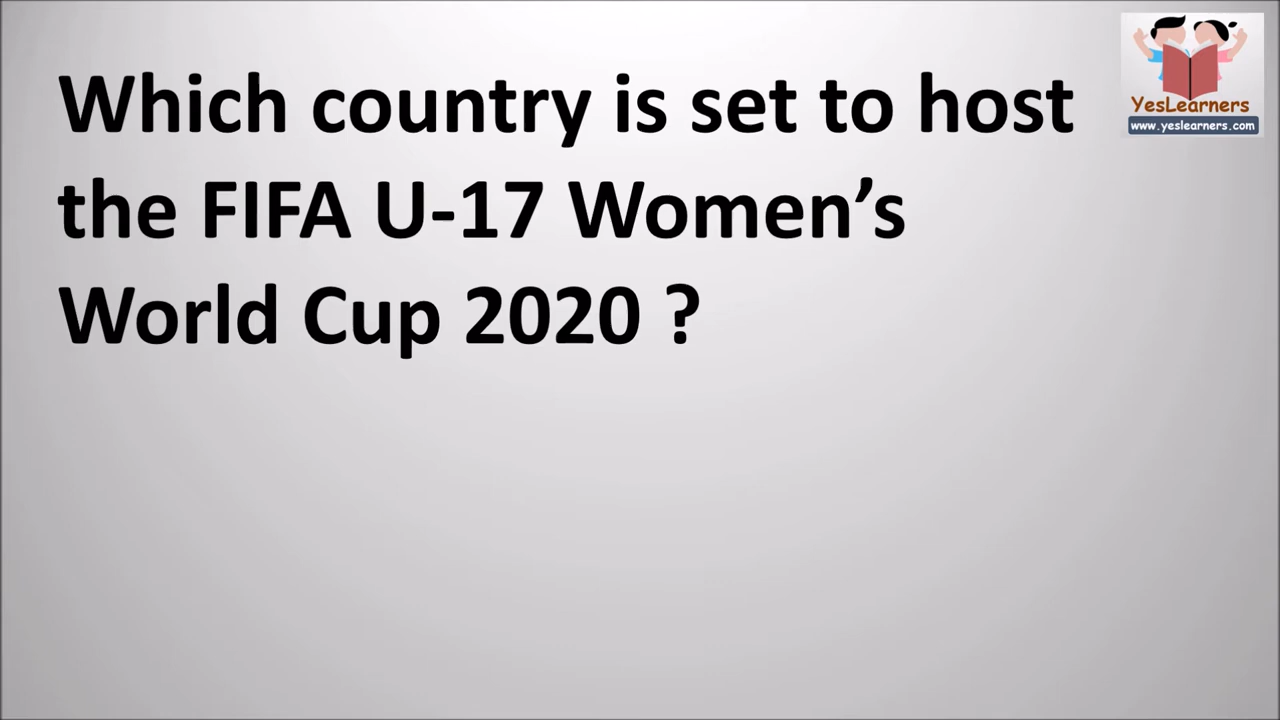 Which country is set to host
the FIFA U-17 Women’s
World Cup 2020 ?
YesLearners
www.yeslearners.com